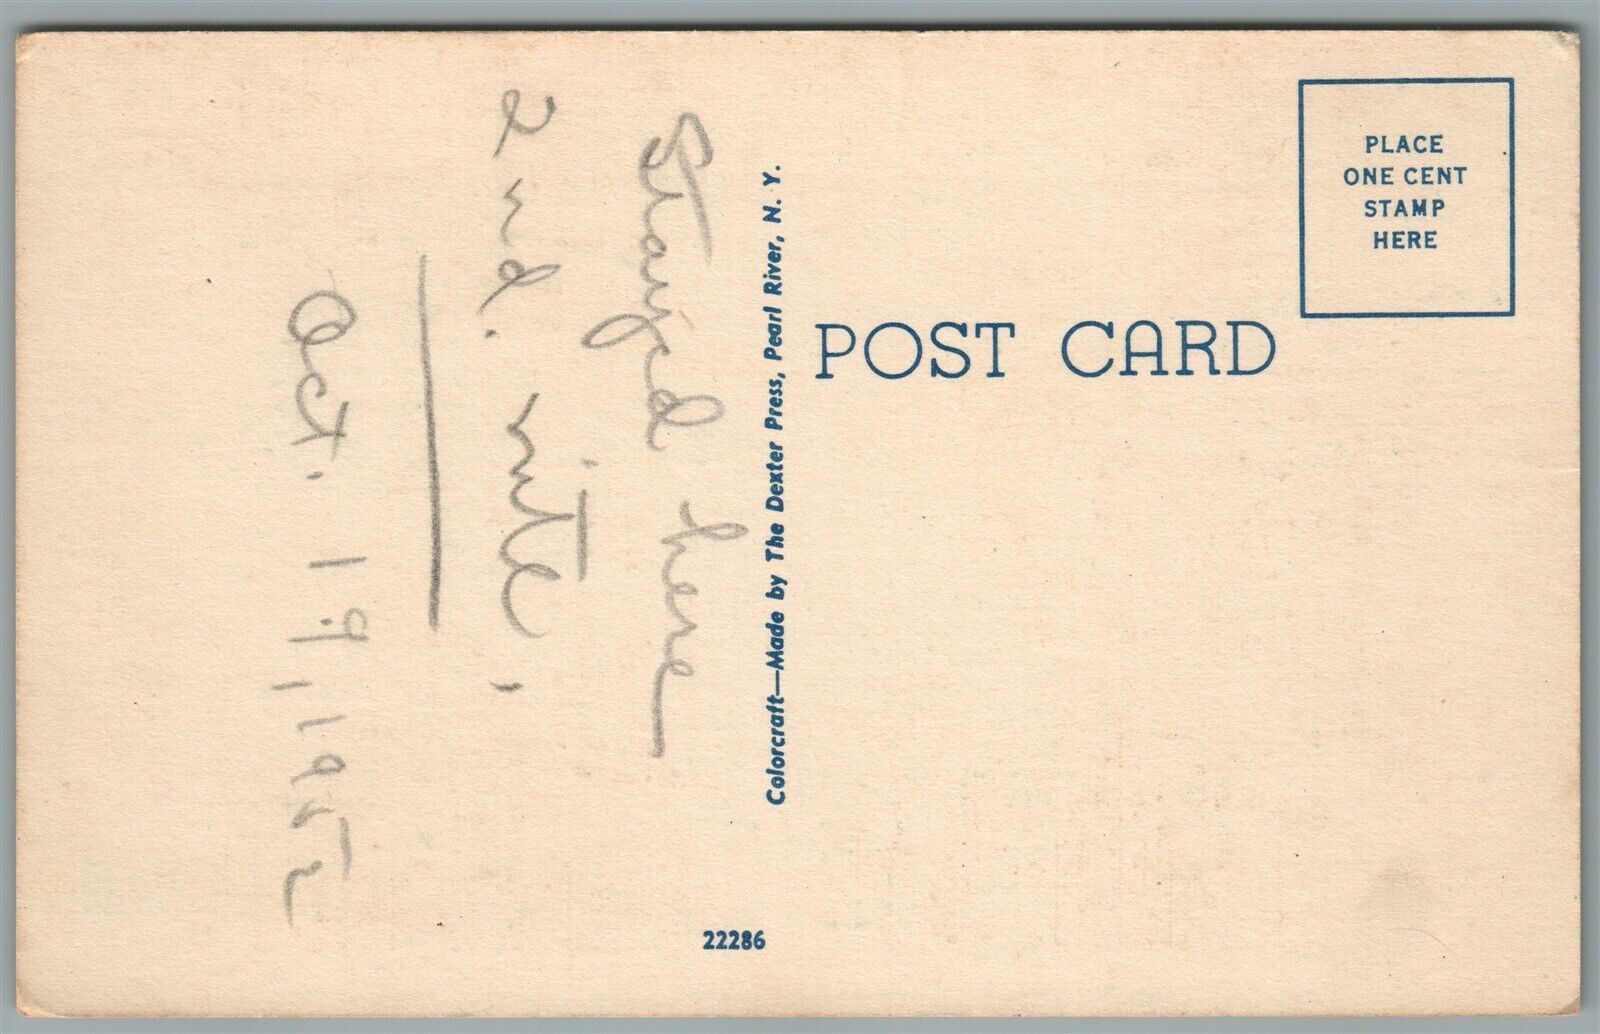 Stayed here
2nd. nite,
Oct. 19, 1952
Colorcraft—Made by The Dexter Press, Pearl River, N. Y.
22286
POST CARD
PLACE
ONE CENT
STAMP
HERE